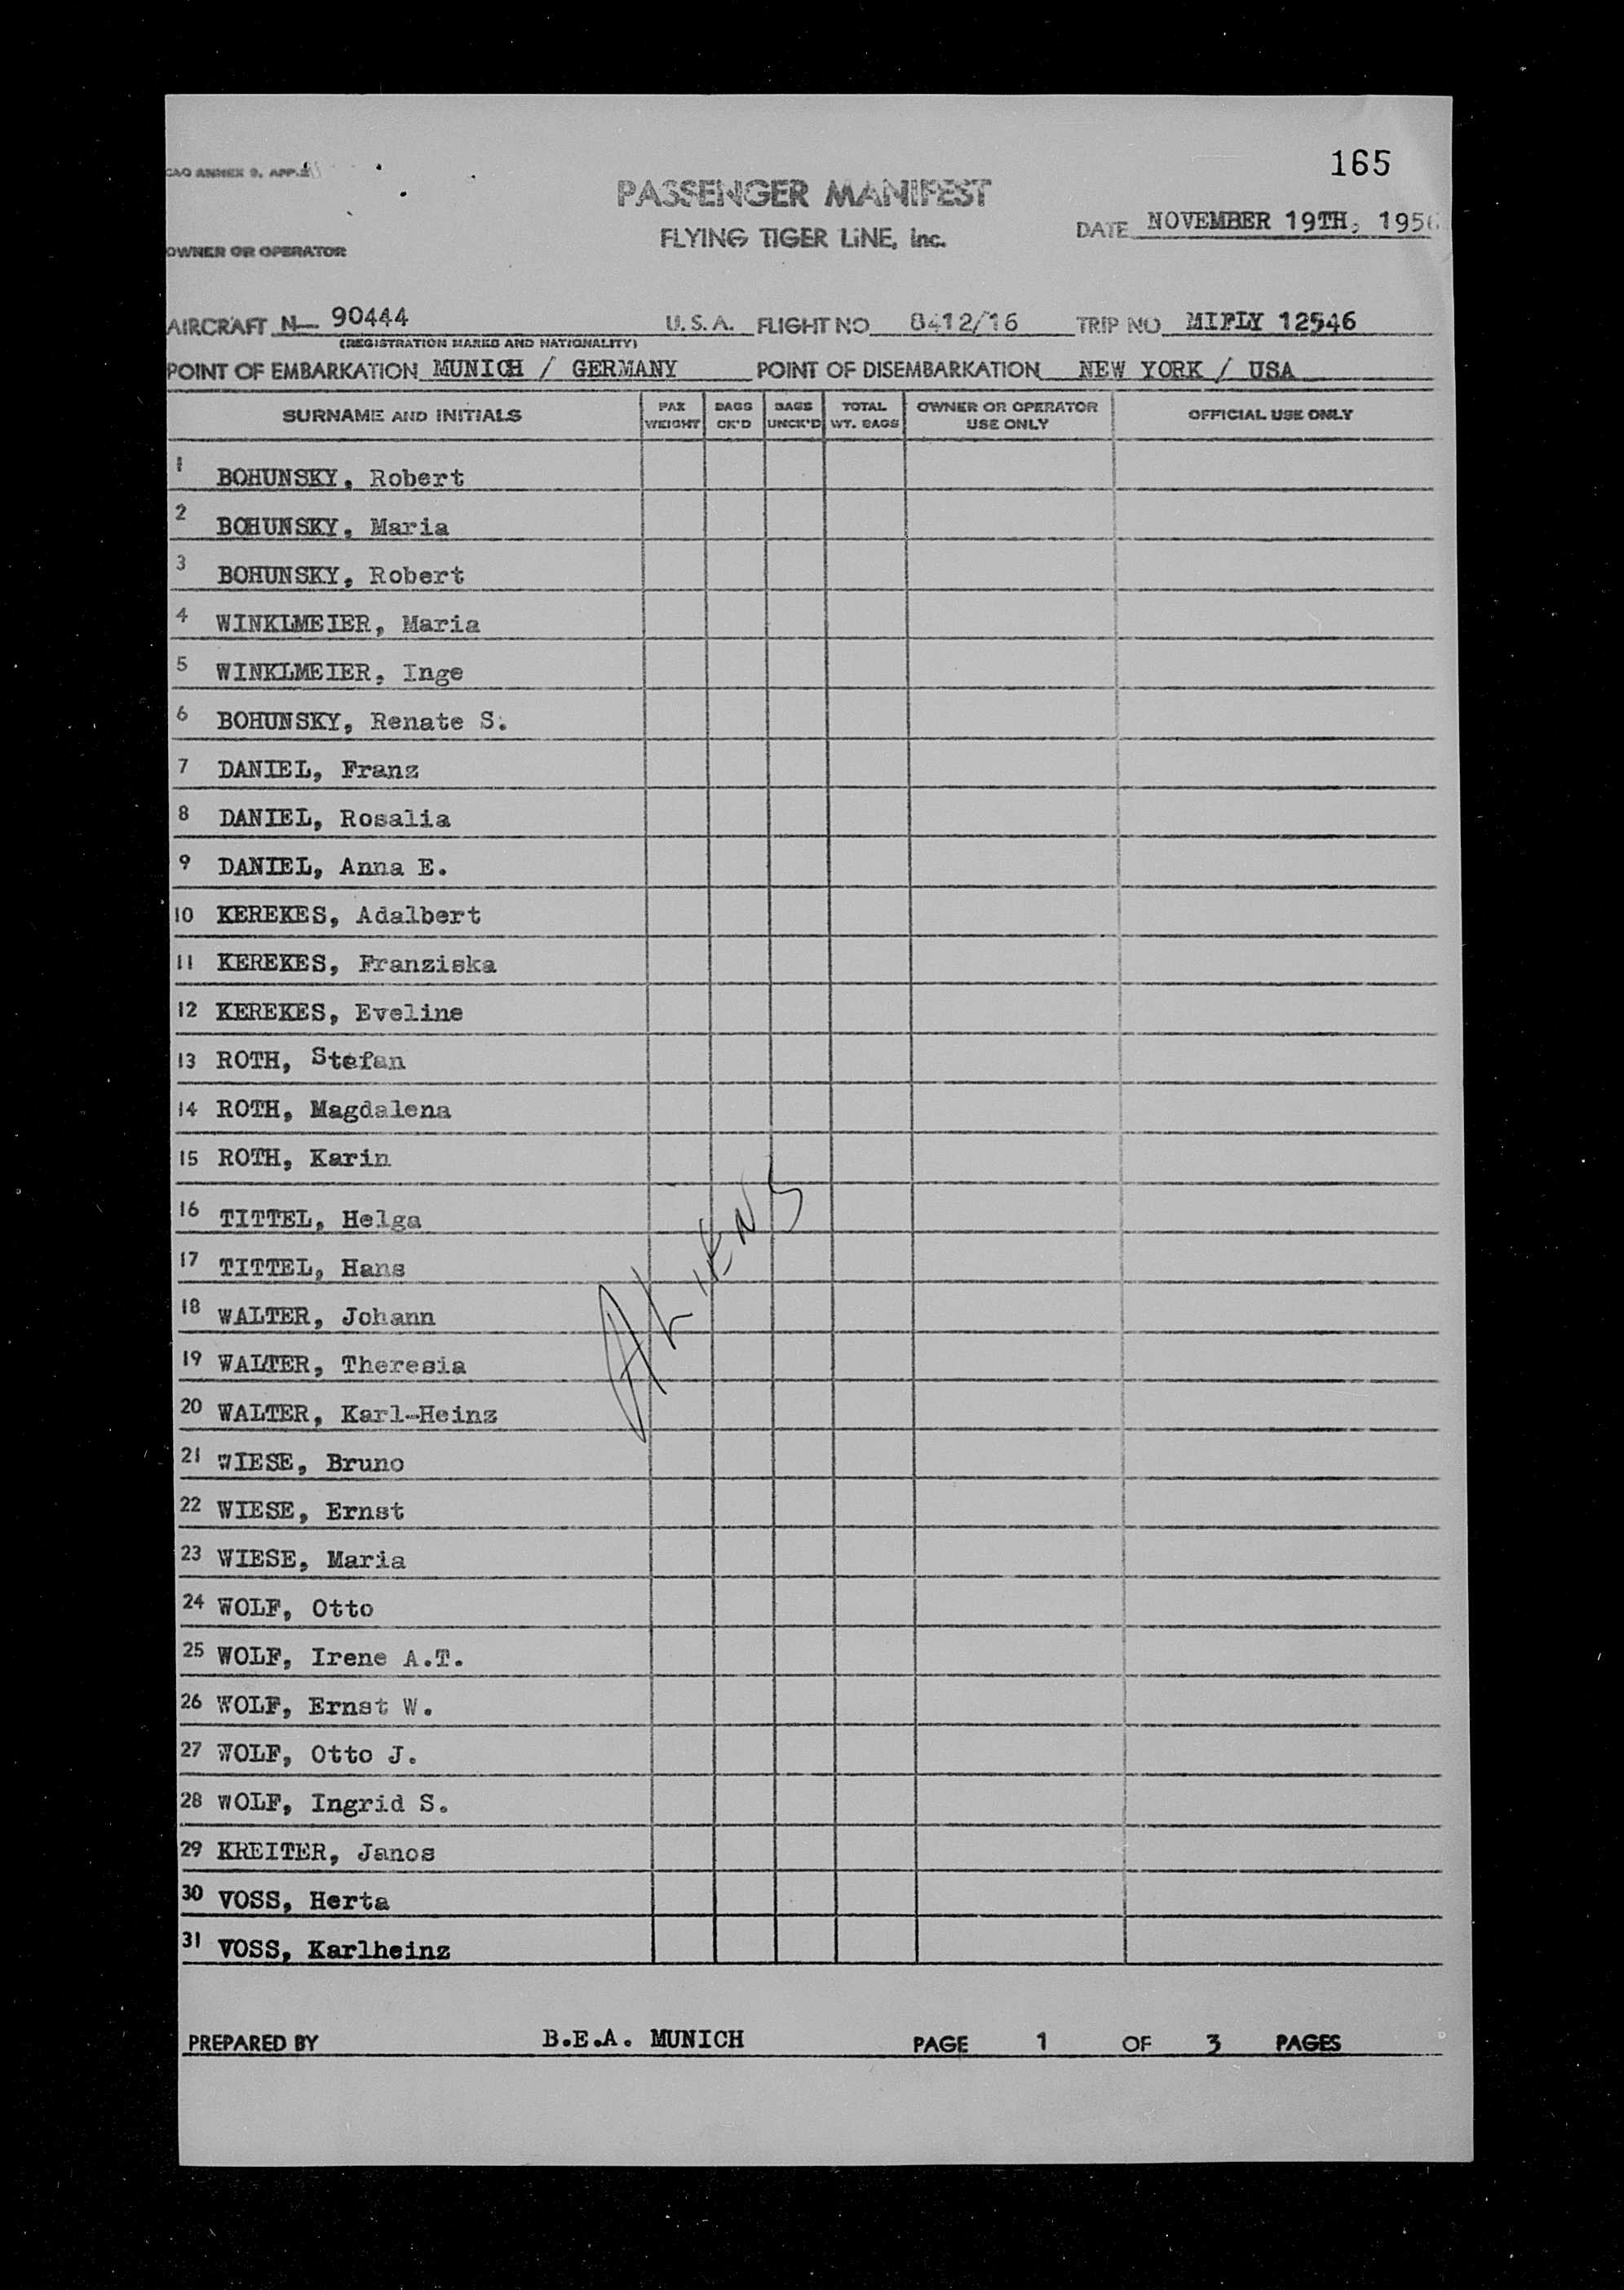 165
PASSENGER MANIFEST
FLYING TIGER LINE, Inc.
DATE NOVEMBER 19TH, 1956
OWNER OR OPERATOR
AIRCRAFT N- 90444 U.S.A. FLIGHT NO 8412/16 TRIP NO MIFLY 12546
(REGISTRATION MARKS AND NATIONALITY)
POINT OF EMBARKATION MUNICH / GERMANY POINT OF DISEMBARKATION NEW YORK / USA
SURNAME AND INITIALS PAX WEIGHT BAGS CK'D BAGS UNCK'D TOTAL WT. BAGS OWNER OR OPERATOR USE ONLY OFFICIAL USE ONLY
1 BOHUNSKY, Robert
2 BOHUNSKY, Maria
3 BOHUNSKY, Robert
4 WINKLMEIER, Maria
5 WINKLMEIER, Inge
6 BOHUNSKY, Renate S.
7 DANIEL, Franz
8 DANIEL, Rosalia
9 DANIEL, Anna E.
10 KEREKES, Adalbert
11 KEREKES, Franziska
12 KEREKES, Eveline
13 ROTH, Stefan
14 ROTH, Magdalena
15 ROTH, Karin
16 TITTEL, Helga
17 TITTEL, Hans
18 WALTER, Johann
19 WALTER, Theresia
20 WALTER, Karl-Heinz
21 WIESE, Bruno
22 WIESE, Ernst
23 WIESE, Maria
24 WOLF, Otto
25 WOLF, Irene A.T.
26 WOLF, Ernst W.
27 WOLF, Otto J.
28 WOLF, Ingrid S.
29 KREITER, Janos
30 VOSS, Herta
31 VOSS, Karlheinz
PREPARED BY B.E.A. MUNICH PAGE 1 OF 3 PAGES